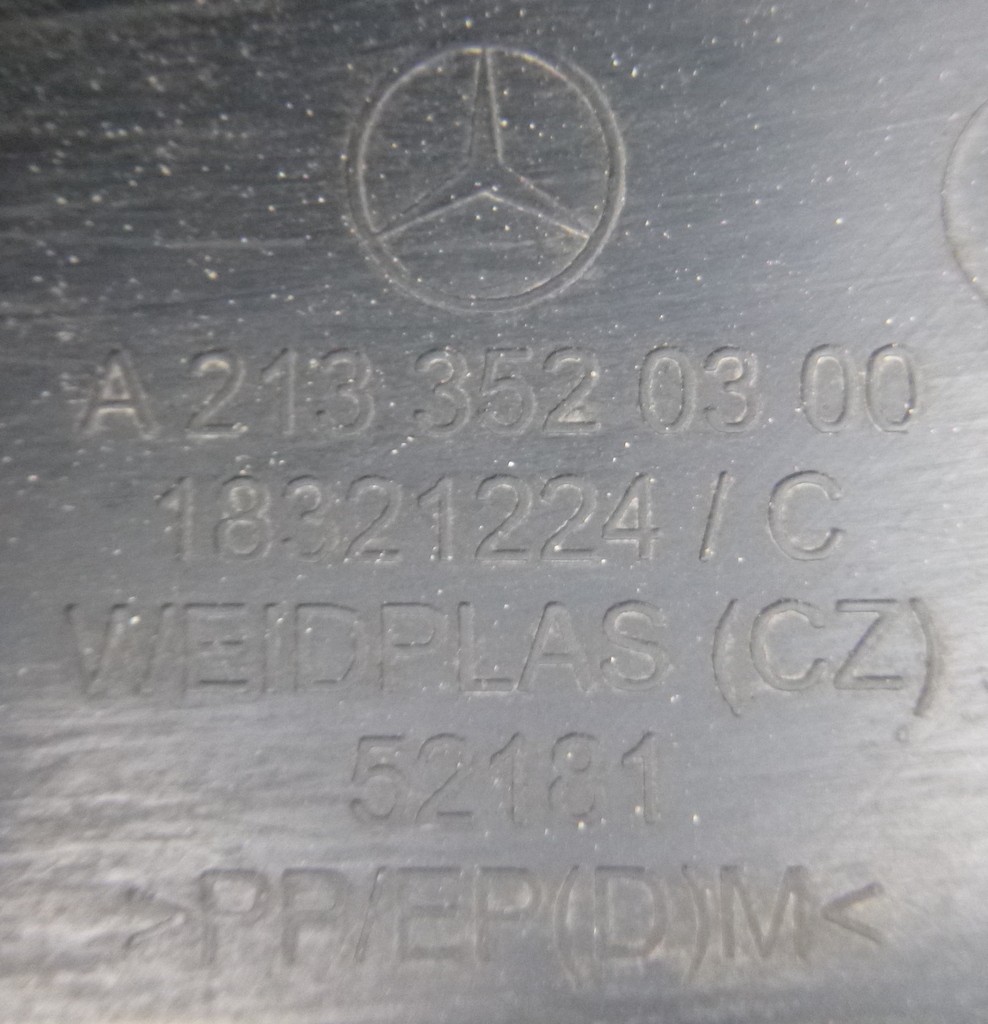 A 213 352 03 00
18321224 / C
WEIDPLAS (CZ)
52181
>PP/EP(D)M<